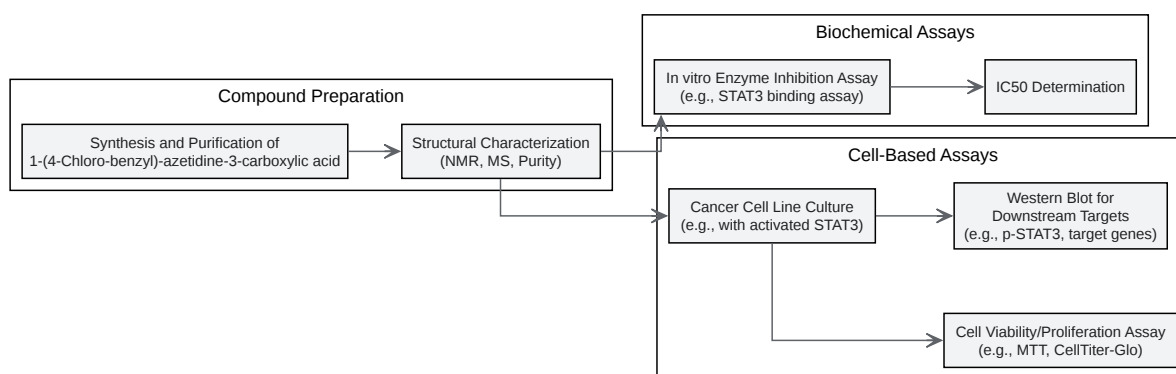 Compound Preparation
Synthesis and Purification of
1-(4-Chloro-benzyl)-azetidine-3-carboxylic acid
Structural Characterization
(NMR, MS, Purity)
Biochemical Assays
In vitro Enzyme Inhibition Assay
(e.g., STAT3 binding assay)
IC50 Determination
Cell-Based Assays
Cancer Cell Line Culture
(e.g., with activated STAT3)
Western Blot for
Downstream Targets
(e.g., p-STAT3, target genes)
Cell Viability/Proliferation Assay
(e.g., MTT, CellTiter-Glo)